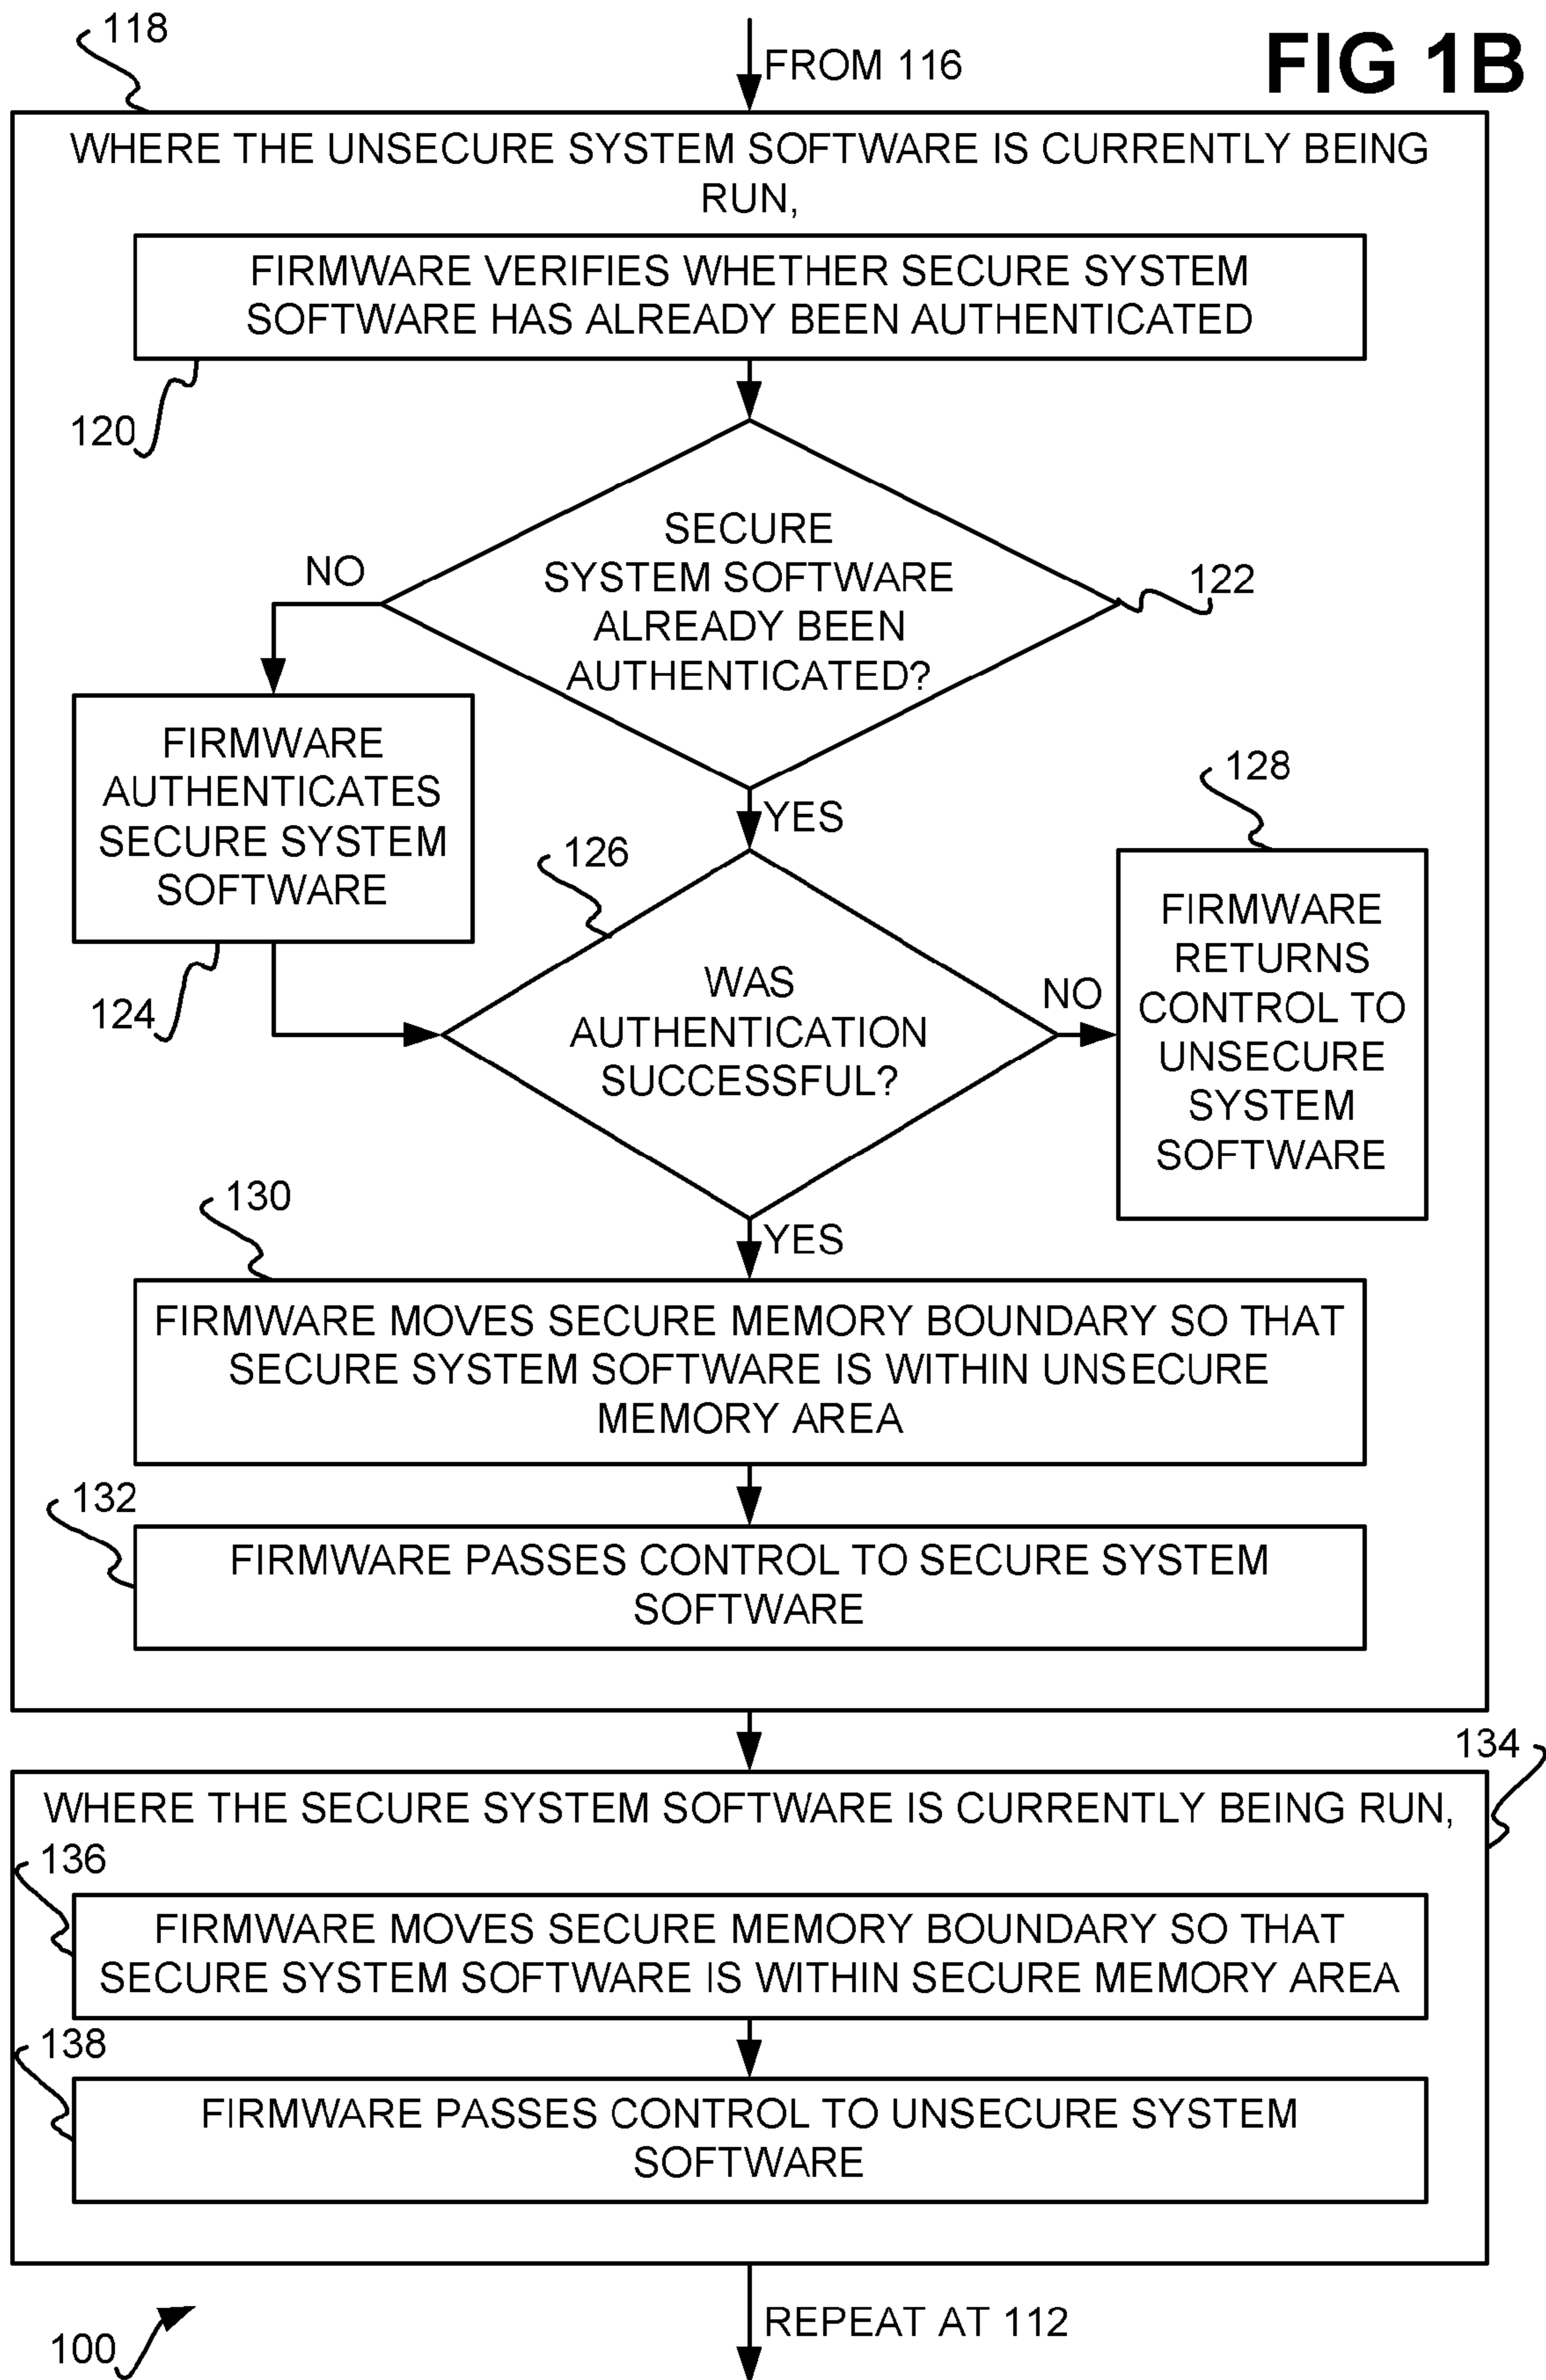 118
FROM 116
FIG 1B
WHERE THE UNSECURE SYSTEM SOFTWARE IS CURRENTLY BEING
RUN,
FIRMWARE VERIFIES WHETHER SECURE SYSTEM
SOFTWARE HAS ALREADY BEEN AUTHENTICATED
120
SECURE
SYSTEM SOFTWARE
ALREADY BEEN
AUTHENTICATED?
NO
122
FIRMWARE
AUTHENTICATES
SECURE SYSTEM
SOFTWARE
124
YES
126
WAS
AUTHENTICATION
SUCCESSFUL?
NO
128
FIRMWARE
RETURNS
CONTROL TO
UNSECURE
SYSTEM
SOFTWARE
130
YES
FIRMWARE MOVES SECURE MEMORY BOUNDARY SO THAT
SECURE SYSTEM SOFTWARE IS WITHIN UNSECURE
MEMORY AREA
132
FIRMWARE PASSES CONTROL TO SECURE SYSTEM
SOFTWARE
134
WHERE THE SECURE SYSTEM SOFTWARE IS CURRENTLY BEING RUN,
136
FIRMWARE MOVES SECURE MEMORY BOUNDARY SO THAT
SECURE SYSTEM SOFTWARE IS WITHIN SECURE MEMORY AREA
138
FIRMWARE PASSES CONTROL TO UNSECURE SYSTEM
SOFTWARE
REPEAT AT 112
100